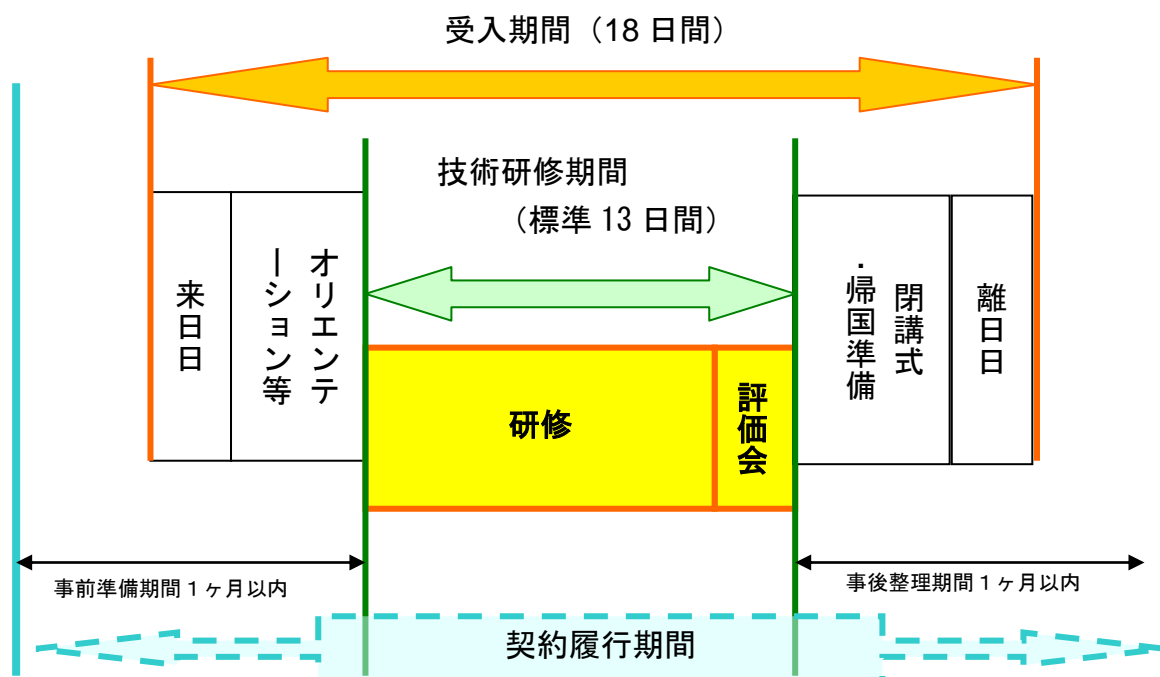 受入期間（18 日間）
技術研修期間
（標準 13 日間）
来日日
オリエンテ
ーション等
研修
評価会
閉講式
・帰国準備
離日日
事前準備期間１ヶ月以内
事後整理期間１ヶ月以内
契約履行期間